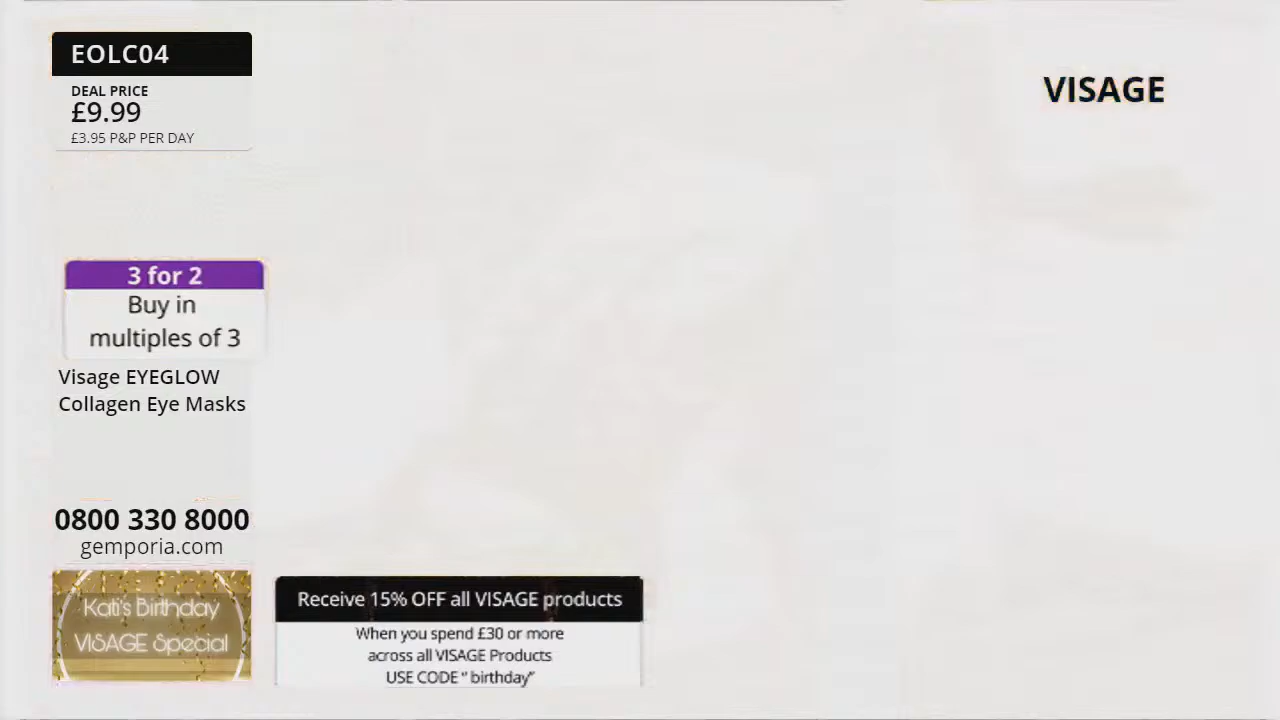 EOLC04
DEAL PRICE
£9.99
£3.95 P&P PER DAY
VISAGE
3 for 2
Buy in
multiples of 3
Visage EYEGLOW
Collagen Eye Masks
0800 330 8000
gemporia.com
Kati's Birthday
VISAGE Special
Receive 15% OFF all VISAGE products
When you spend £30 or more
across all VISAGE Products
USE CODE “ birthday”